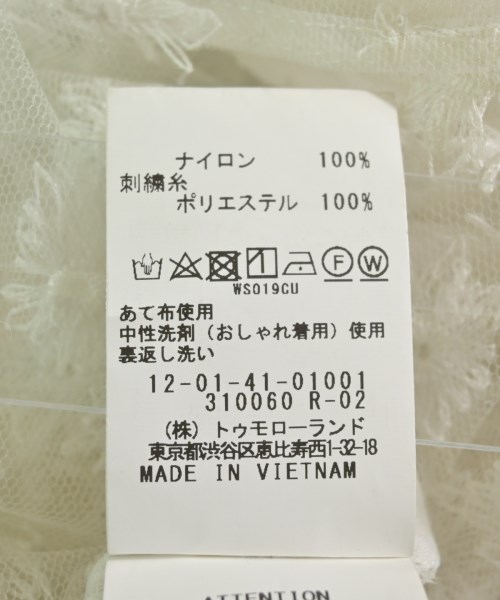 ナイロン 100%
刺繍糸
ポリエステル 100%
F W
WS019CU
あて布使用
中性洗剤（おしゃれ着用）使用
裏返し洗い
12-01-41-01001
310060 R-02
（株）トゥモローランド
東京都渋谷区恵比寿西1-32-18
MADE IN VIETNAM
ATTENTION